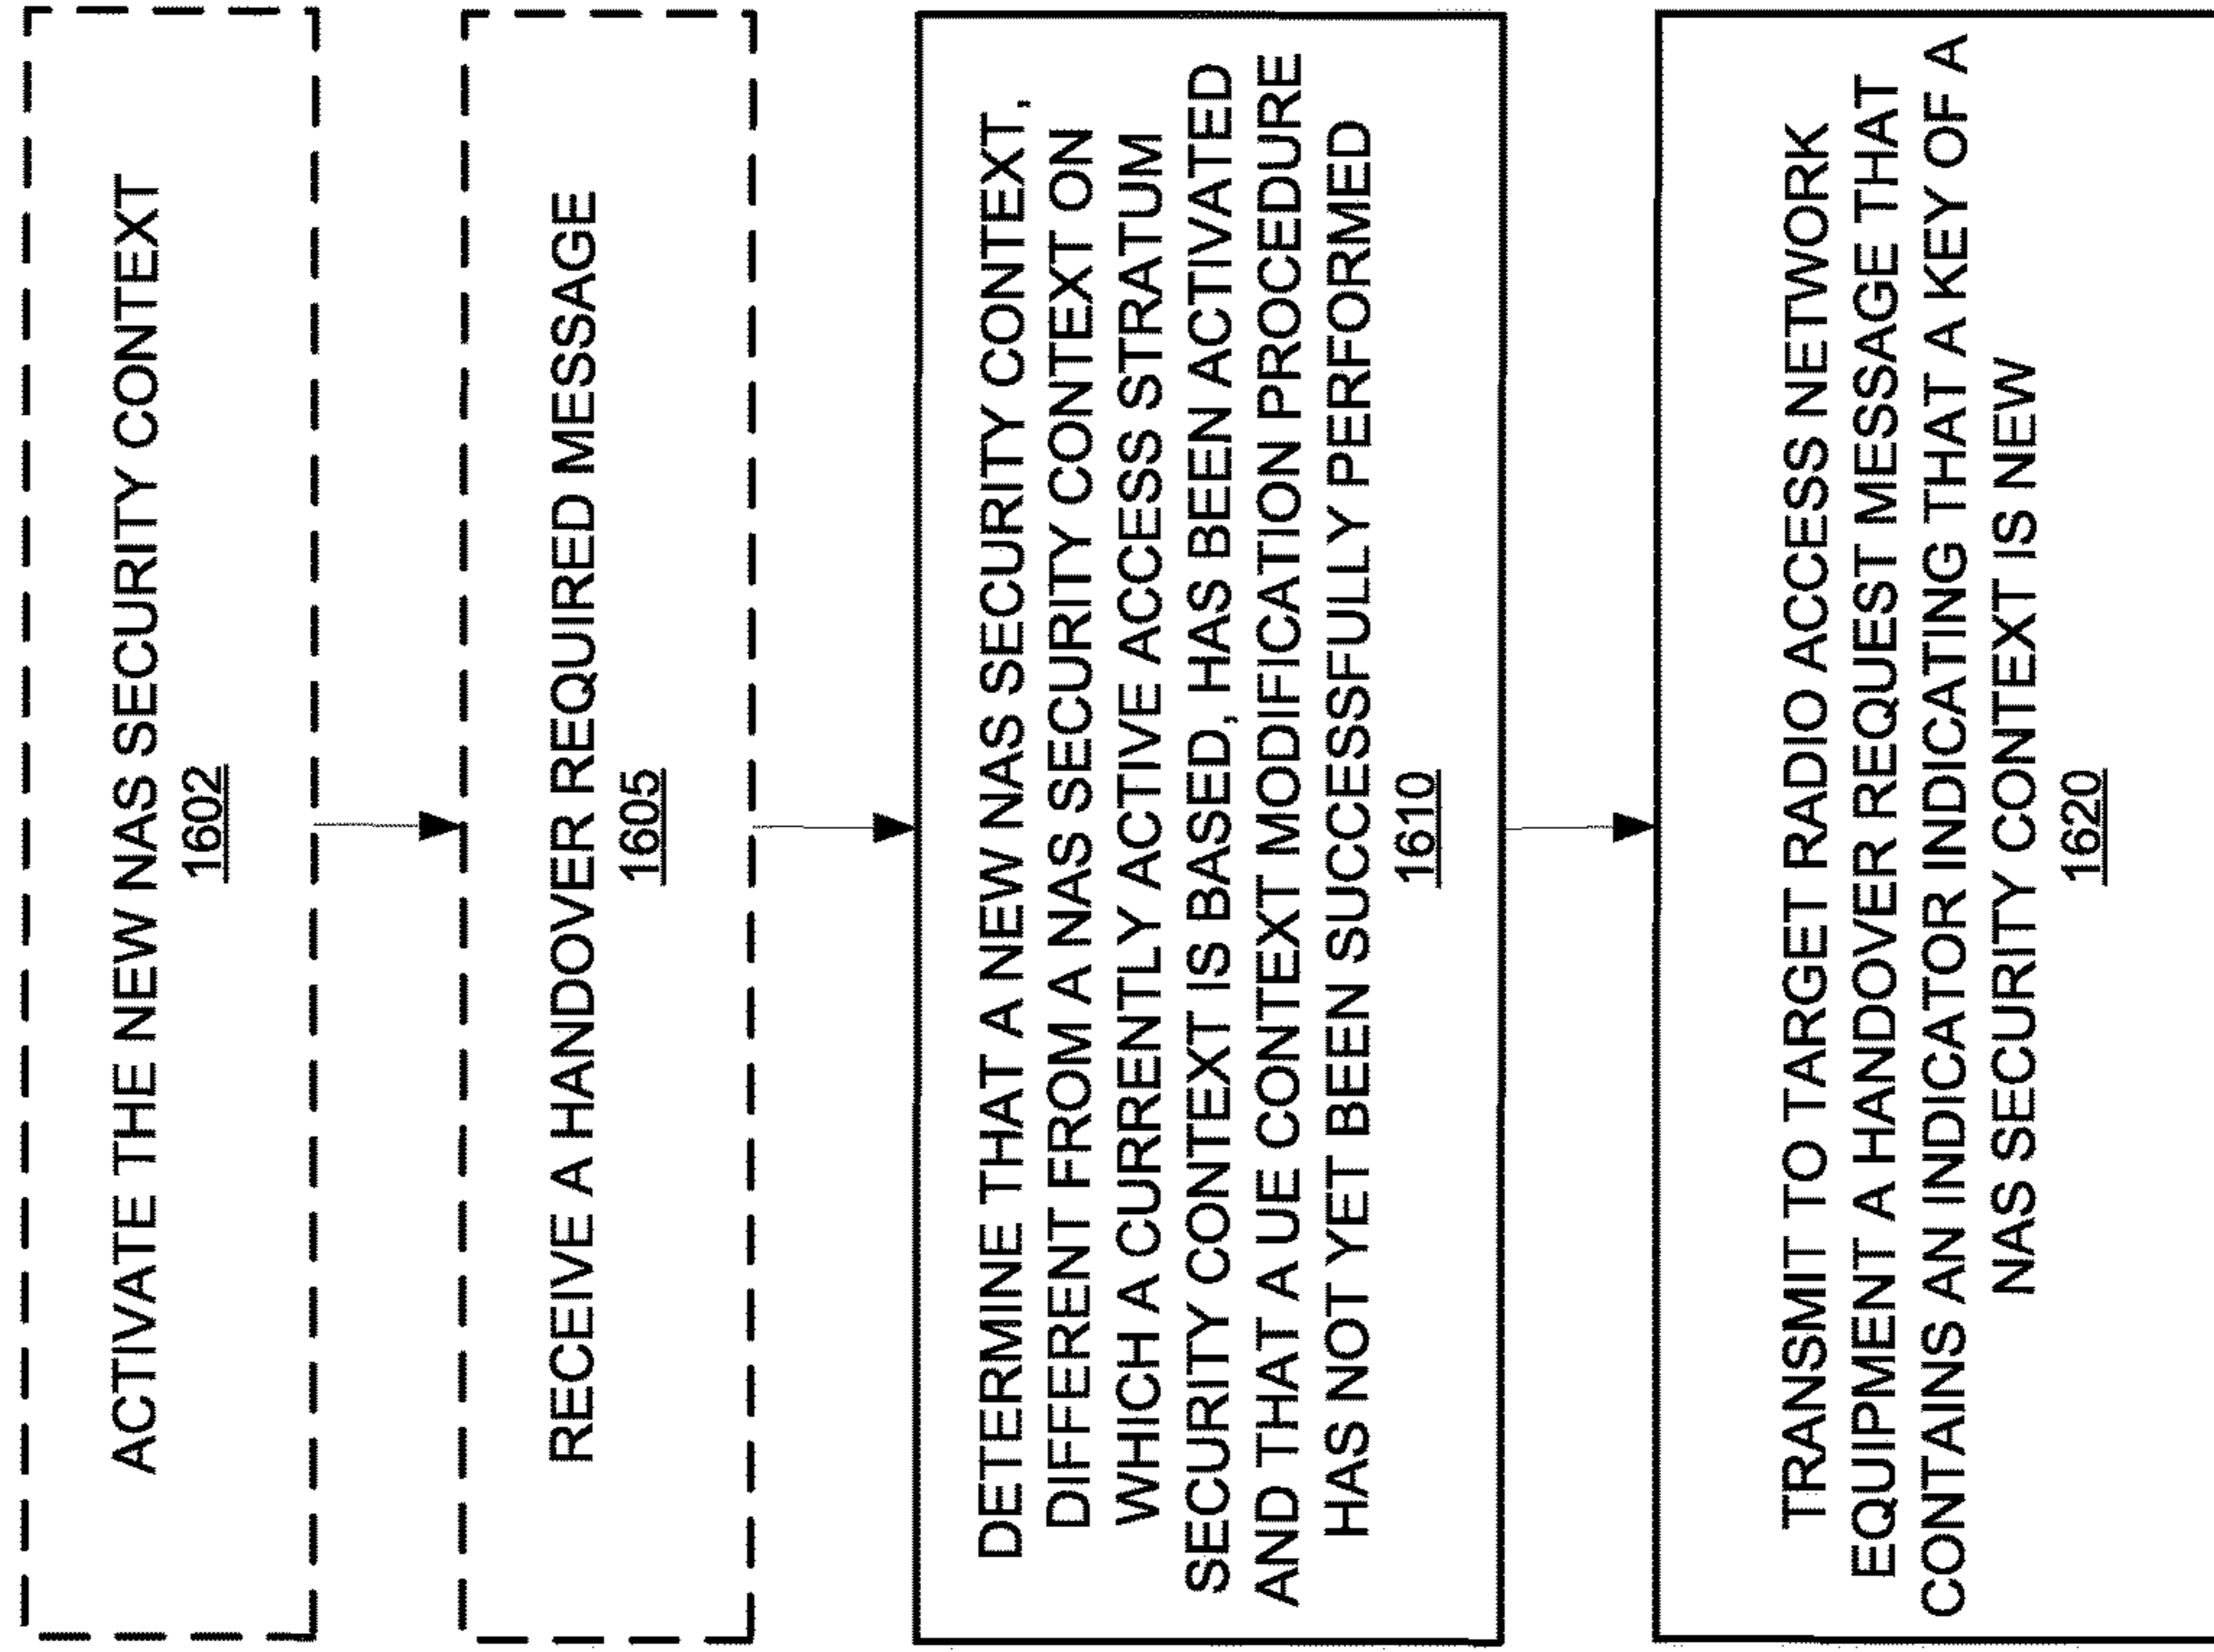 ACTIVATE THE NEW NAS SECURITY CONTEXT
1602
RECEIVE A HANDOVER REQUIRED MESSAGE
1605
DETERMINE THAT A NEW NAS SECURITY CONTEXT,
DIFFERENT FROM A NAS SECURITY CONTEXT ON
WHICH A CURRENTLY ACTIVE ACCESS STRATUM
SECURITY CONTEXT IS BASED, HAS BEEN ACTIVATED
AND THAT A UE CONTEXT MODIFICATION PROCEDURE
HAS NOT YET BEEN SUCCESSFULLY PERFORMED
1610
TRANSMIT TO TARGET RADIO ACCESS NETWORK
EQUIPMENT A HANDOVER REQUEST MESSAGE THAT
CONTAINS AN INDICATOR INDICATING THAT A KEY OF A
NAS SECURITY CONTEXT IS NEW
1620